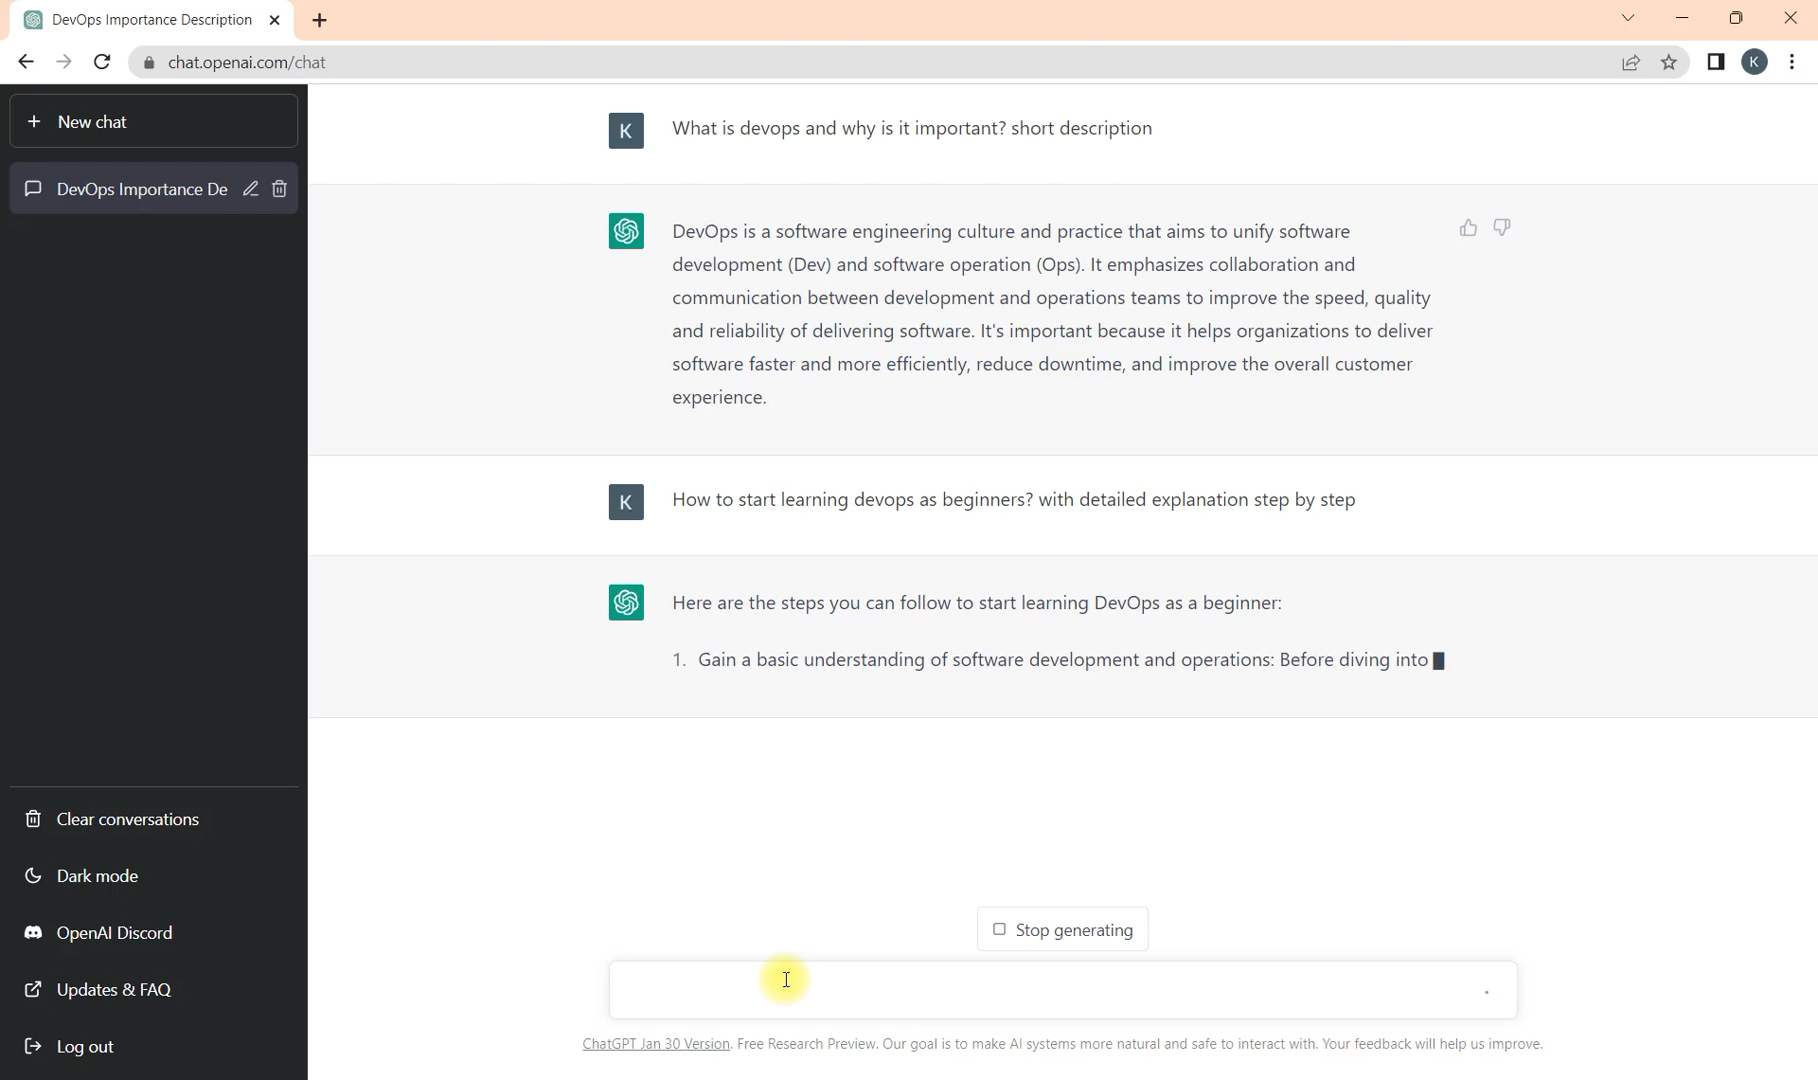 DevOps Importance Description
chat.openai.com/chat
K
New chat
DevOps Importance De
Clear conversations
Dark mode
OpenAI Discord
Updates & FAQ
Log out
K
What is devops and why is it important? short description
DevOps is a software engineering culture and practice that aims to unify software
development (Dev) and software operation (Ops). It emphasizes collaboration and
communication between development and operations teams to improve the speed, quality
and reliability of delivering software. It's important because it helps organizations to deliver
software faster and more efficiently, reduce downtime, and improve the overall customer
experience.
K
How to start learning devops as beginners? with detailed explanation step by step
Here are the steps you can follow to start learning DevOps as a beginner:
1. Gain a basic understanding of software development and operations: Before diving into
Stop generating
ChatGPT Jan 30 Version. Free Research Preview. Our goal is to make AI systems more natural and safe to interact with. Your feedback will help us improve.